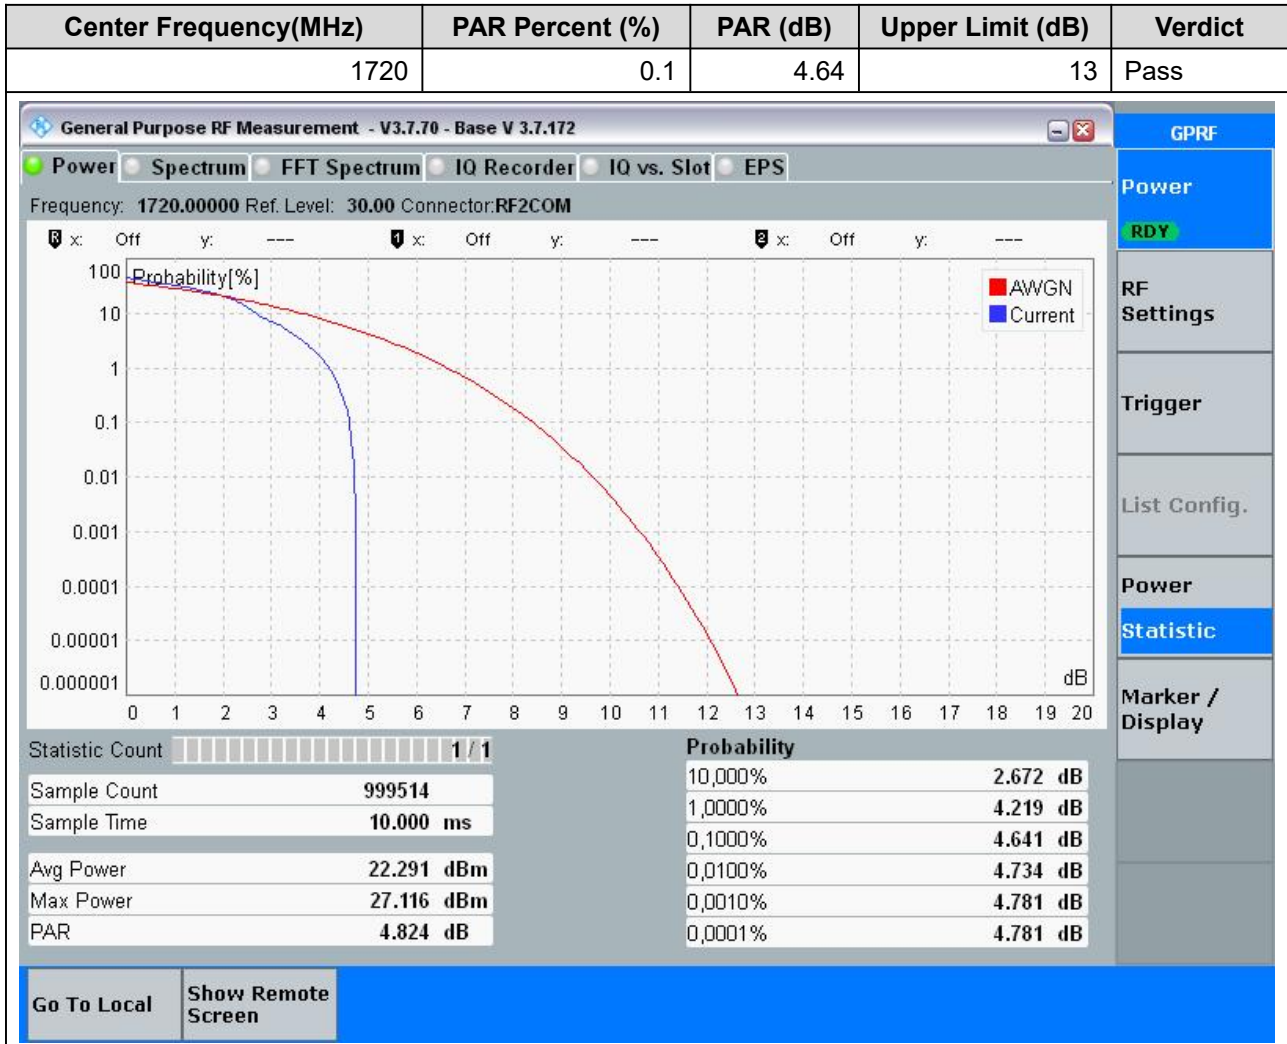 Center Frequency(MHz) PAR Percent (%) PAR (dB) Upper Limit (dB) Verdict
1720 0.1 4.64 13 Pass
General Purpose RF Measurement - V3.7.70 - Base V 3.7.172
GPRF
Power Spectrum FFT Spectrum IQ Recorder IQ vs. Slot EPS
Power
RDY
Frequency: 1720.00000 Ref. Level: 30.00 Connector:RF2COM
R x: Off y: --- 1 x: Off y: --- 2 x: Off y: ---
Probability[%]
AWGN
Current
100
10
1
0.1
0.01
0.001
0.0001
0.00001
0.000001
dB
0 1 2 3 4 5 6 7 8 9 10 11 12 13 14 15 16 17 18 19 20
RF
Settings
Trigger
List Config.
Power
Statistic
Marker /
Display
Statistic Count 1 / 1
Sample Count 999514
Sample Time 10.000 ms
Avg Power 22.291 dBm
Max Power 27.116 dBm
PAR 4.824 dB
Probability
10,000% 2.672 dB
1,0000% 4.219 dB
0,1000% 4.641 dB
0,0100% 4.734 dB
0,0010% 4.781 dB
0,0001% 4.781 dB
Go To Local
Show Remote
Screen